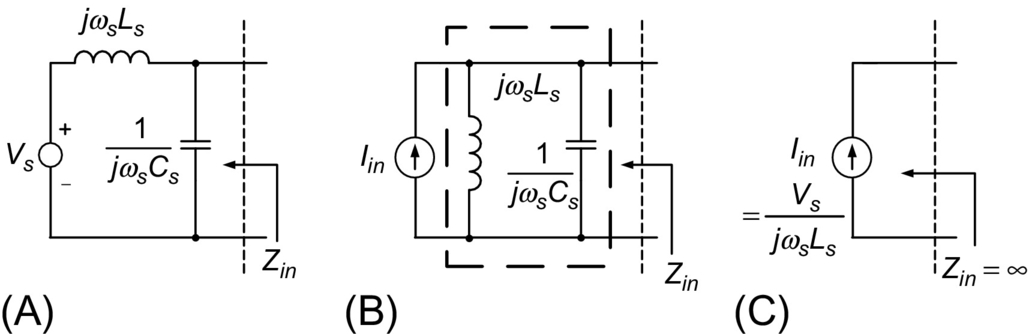 jωsLs
Vs
+
−
1
jωsCs
Zin
(A)
Iin
jωsLs
1
jωsCs
Zin
(B)
Iin
= Vs
jωsLs
Zin = ∞
(C)